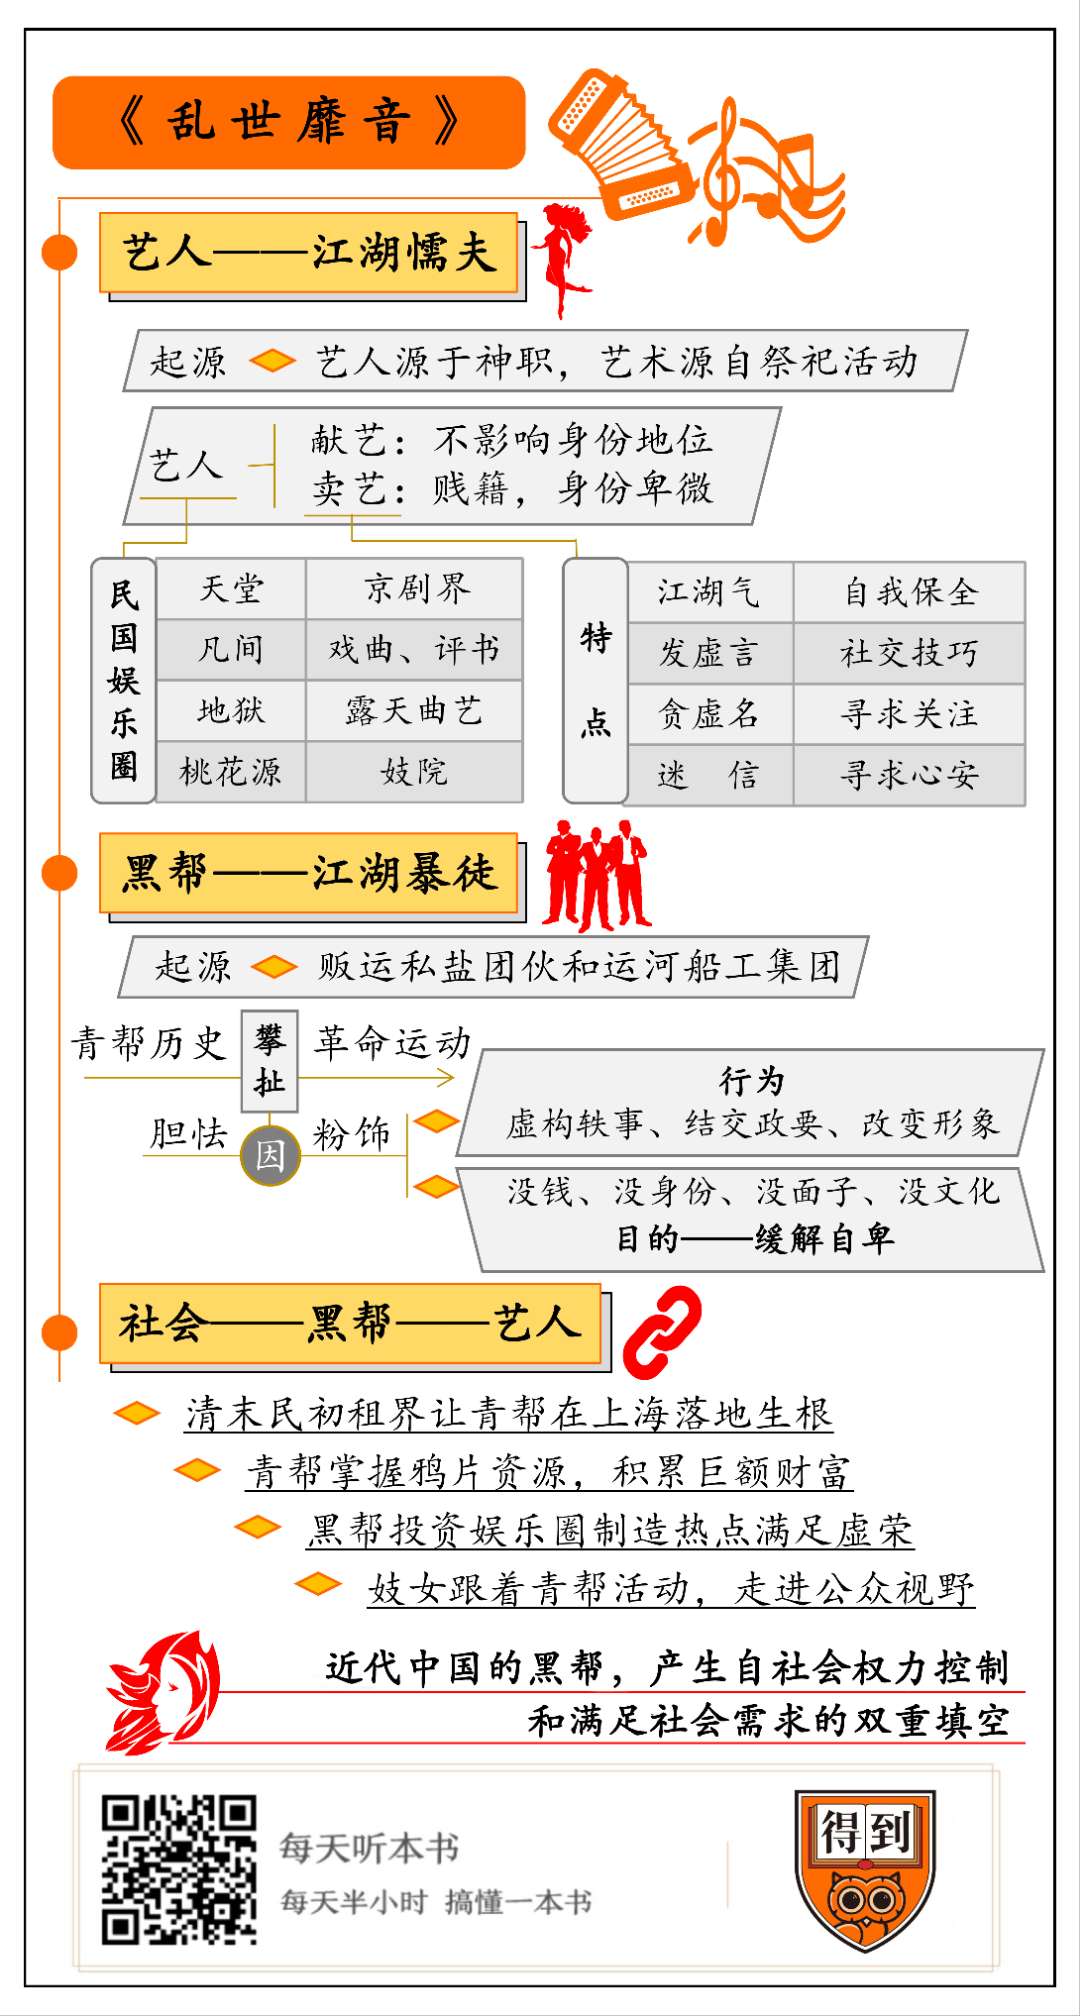 《乱世靡音》
艺人——江湖懦夫
起源 艺人源于神职，艺术源自祭祀活动
艺人
献艺：不影响身份地位
卖艺：贱籍，身份卑微
民国娱乐圈
天堂 京剧界
凡间 戏曲、评书
地狱 露天曲艺
桃花源 妓院
特点
江湖气 自我保全
发虚言 社交技巧
贪虚名 寻求关注
迷 信 寻求心安
黑帮——江湖暴徒
起源 贩运私盐团伙和运河船工集团
青帮历史 攀扯 革命运动
胆怯 因 粉饰
行为
虚构轶事、结交政要、改变形象
没钱、没身份、没面子、没文化
目的——缓解自卑
社会——黑帮——艺人
清末民初租界让青帮在上海落地生根
青帮掌握鸦片资源，积累巨额财富
黑帮投资娱乐圈制造热点满足虚荣
妓女跟着青帮活动，走进公众视野
近代中国的黑帮，产生自社会权力控制
和满足社会需求的双重填空
每天听本书
每天半小时 搞懂一本书
得到